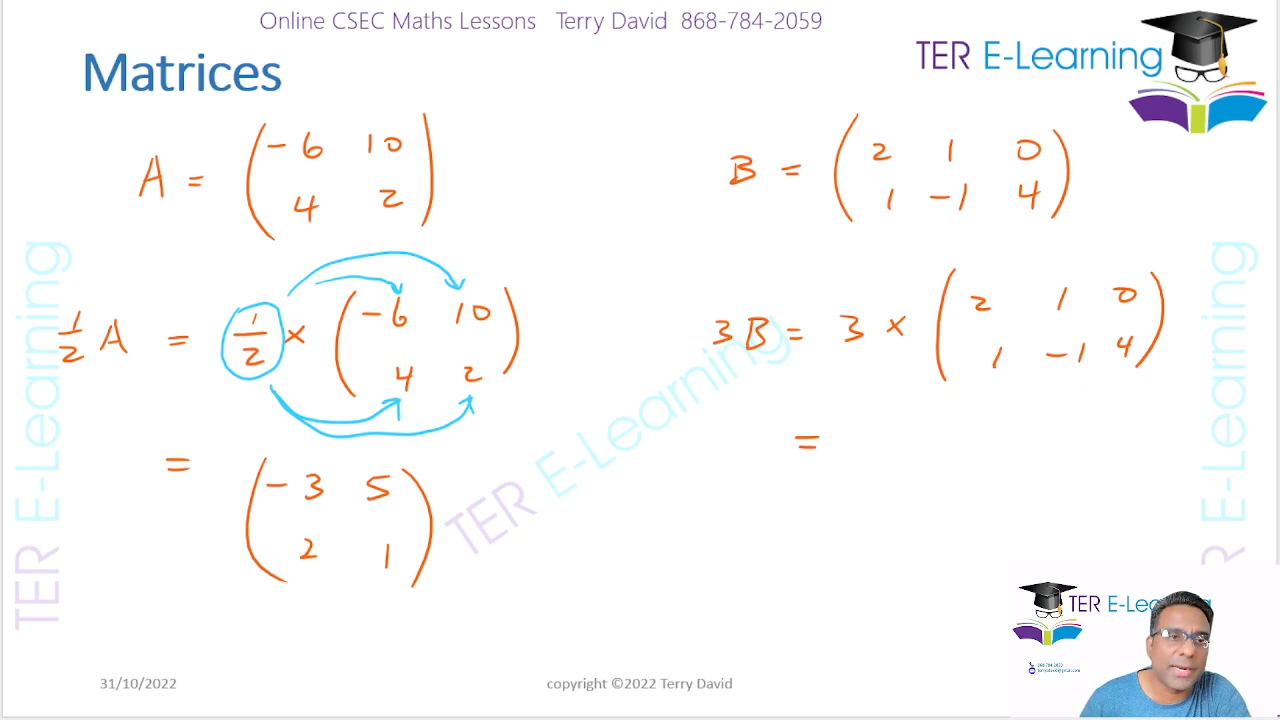 Online CSEC Maths Lessons Terry David 868-784-2059
TER E-Learning
Matrices
A = ( -6 10
4 2 )
B = ( 2 1 0
1 -1 4 )
1/2 A = 1/2 × ( -6 10
4 2 )
3B = 3 × ( 2 1 0
1 -1 4 )
= ( -3 5
2 1 )
=
TER E-Learning
TER E-Learning
TER E-Learning
TER E-Learning
868-784-2059
31/10/2022
copyright ©2022 Terry David